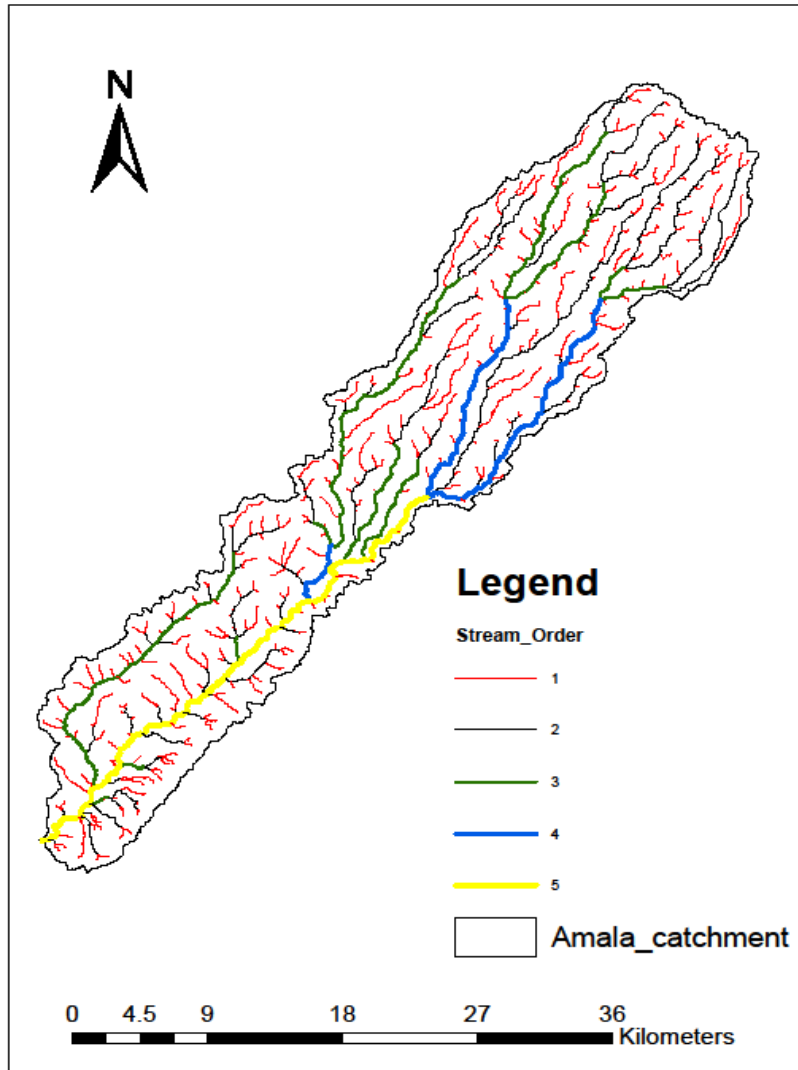 N
Legend
Stream_Order
1
2
3
4
5
Amala_catchment
0 4.5 9 18 27 36
Kilometers